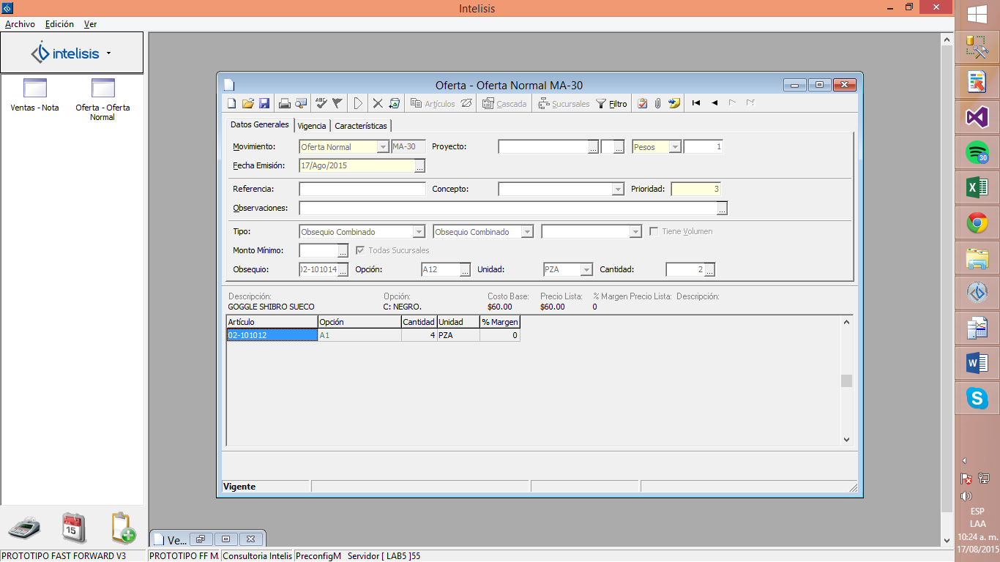 Intelisis
Archivo Edición Ver
intelisis
Ventas - Nota
Oferta - Oferta Normal
Oferta - Oferta Normal MA-30
Artículos Cascada Sucursales Filtro
Datos Generales Vigencia Características
Movimiento: Oferta Normal MA-30 Proyecto: ... ... Pesos 1
Fecha Emisión: 17/Ago/2015 ...
Referencia: Concepto: Prioridad: 3
Observaciones: ...
Tipo: Obsequio Combinado Obsequio Combinado Tiene Volumen
Monto Mínimo: ... Todas Sucursales
Obsequio: 02-101014 ... Opción: A12 ... Unidad: PZA Cantidad: 2 ...
Descripción: Opción: Costo Base: Precio Lista: % Margen Precio Lista: Descripción:
GOGGLE SHIBRO SUECO C: NEGRO. $60.00 $60.00 0
Artículo Opción Cantidad Unidad % Margen
02-101012 A1 4 PZA 0
Vigente
Ve...
15
PROTOTIPO FAST FORWARD V3 PROTOTIPO FF M. Consultoria Intelis PreconfigM Servidor [ LAB5 ]55
30
ESP
LAA
10:24 a. m.
17/08/2015